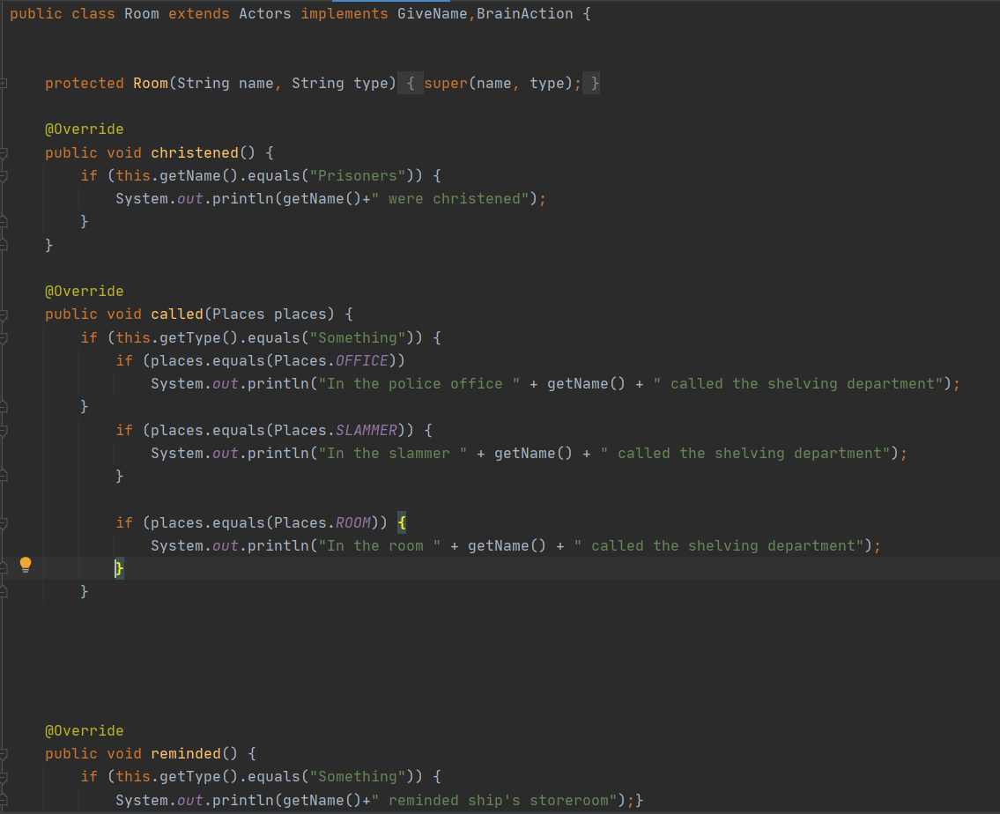 public class Room extends Actors implements GiveName,BrainAction {
protected Room(String name, String type) { super(name, type); }
@Override
public void christened() {
if (this.getName().equals("Prisoners")) {
System.out.println(getName()+" were christened");
}
}
@Override
public void called(Places places) {
if (this.getType().equals("Something")) {
if (places.equals(Places.OFFICE))
System.out.println("In the police office " + getName() + " called the shelving department");
}
if (places.equals(Places.SLAMMER)) {
System.out.println("In the slammer " + getName() + " called the shelving department");
}
if (places.equals(Places.ROOM)) {
System.out.println("In the room " + getName() + " called the shelving department");
}
}
@Override
public void reminded() {
if (this.getType().equals("Something")) {
System.out.println(getName()+" reminded ship's storeroom");}